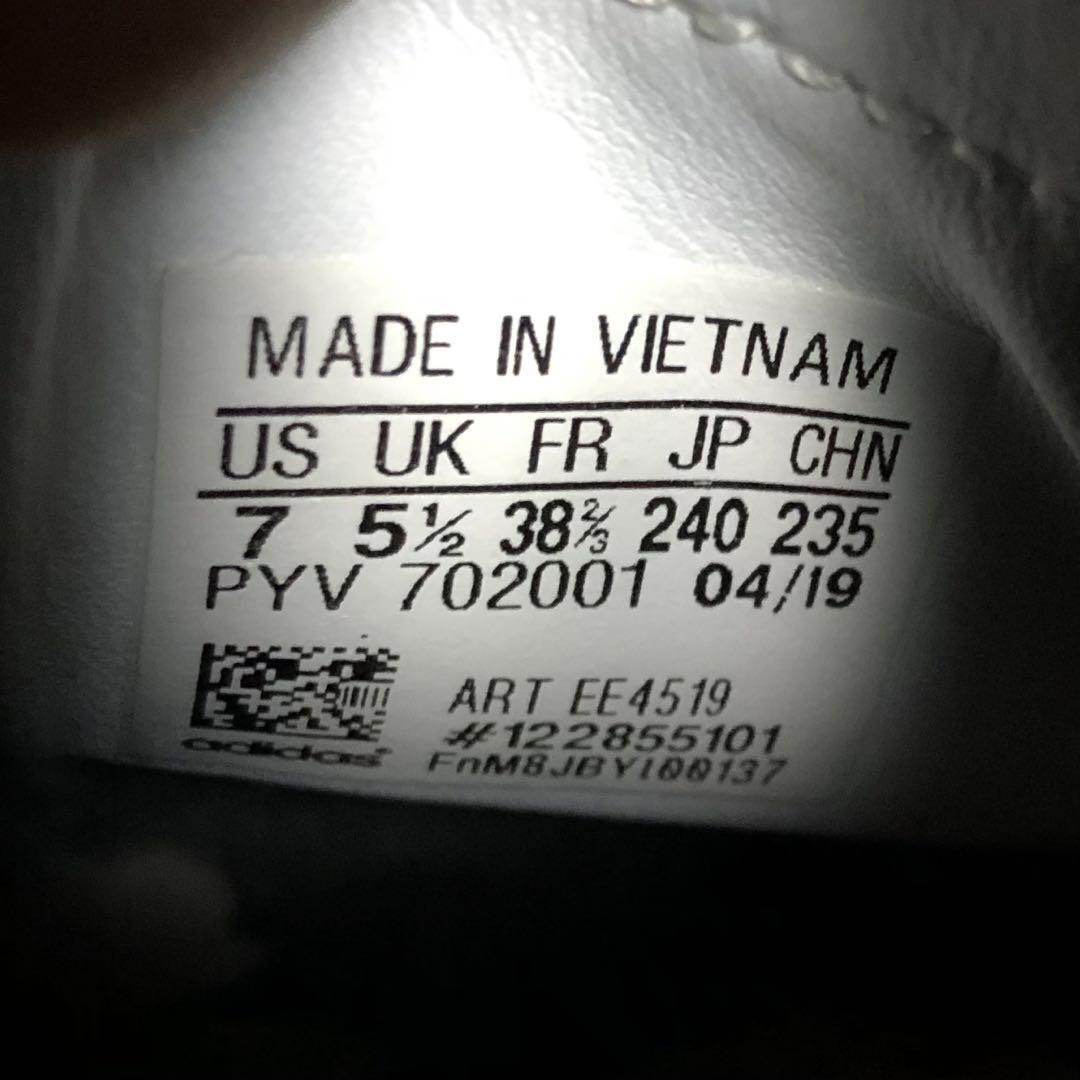 MADE IN VIETNAM
US UK FR JP CHN
7 5½ 38⅔ 240 235
PYV 702001 04/19
ART EE4519
#122855101
adidas
FnM8JBYI00137